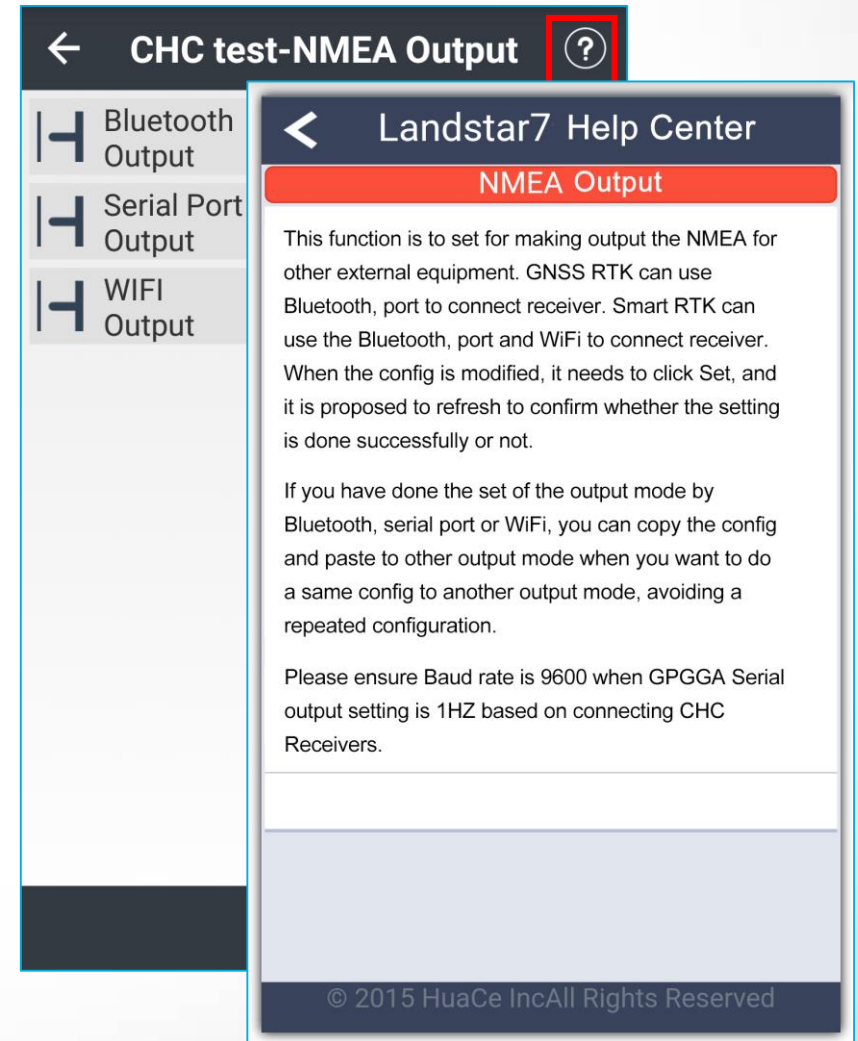 CHC test-NMEA Output ?
Bluetooth
Output
Serial Port
Output
WIFI
Output
Landstar7 Help Center
NMEA Output
This function is to set for making output the NMEA for
other external equipment. GNSS RTK can use
Bluetooth, port to connect receiver. Smart RTK can
use the Bluetooth, port and WiFi to connect receiver.
When the config is modified, it needs to click Set, and
it is proposed to refresh to confirm whether the setting
is done successfully or not.
If you have done the set of the output mode by
Bluetooth, serial port or WiFi, you can copy the config
and paste to other output mode when you want to do
a same config to another output mode, avoiding a
repeated configuration.
Please ensure Baud rate is 9600 when GPGGA Serial
output setting is 1HZ based on connecting CHC
Receivers.
© 2015 HuaCe IncAll Rights Reserved